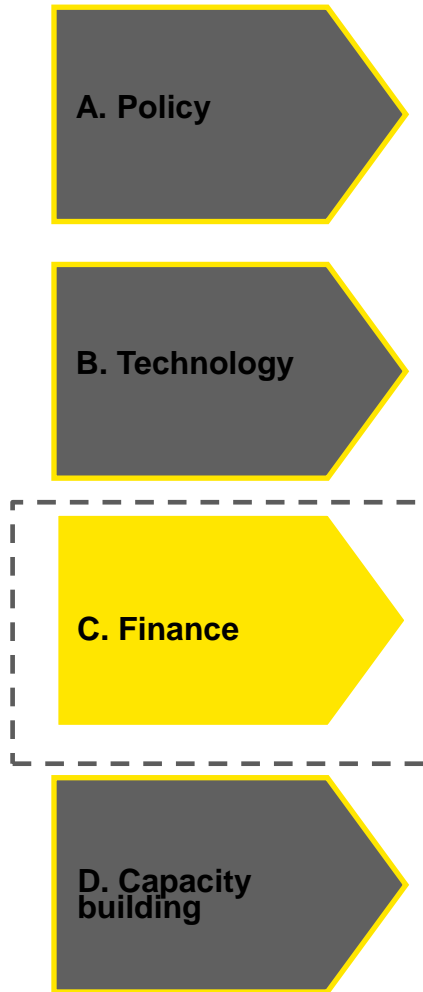 A. Policy
B. Technology
C. Finance
D. Capacity
building